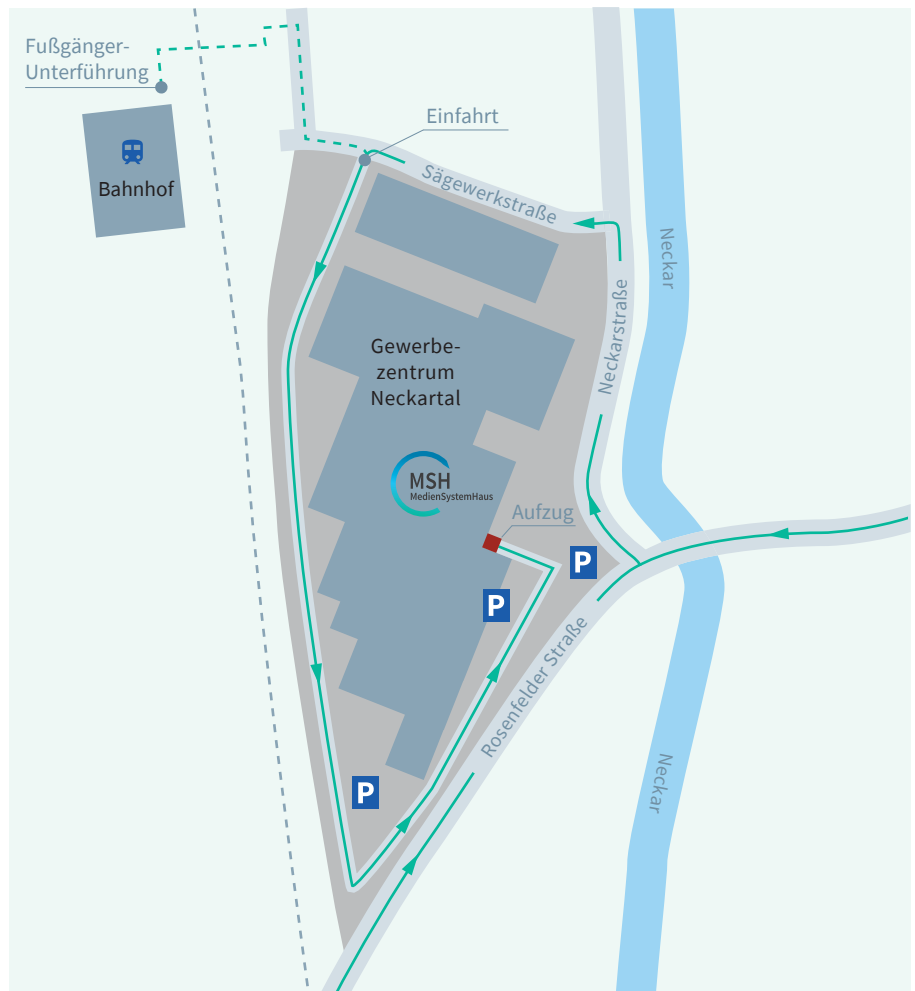 Fußgänger-
Unterführung
Einfahrt
Bahnhof
Sägewerkstraße
Neckar
Neckarstraße
Gewerbe-
zentrum
Neckartal
MSH
MedienSystemHaus
Aufzug
P
P
Rosenfelder Straße
Neckar
P